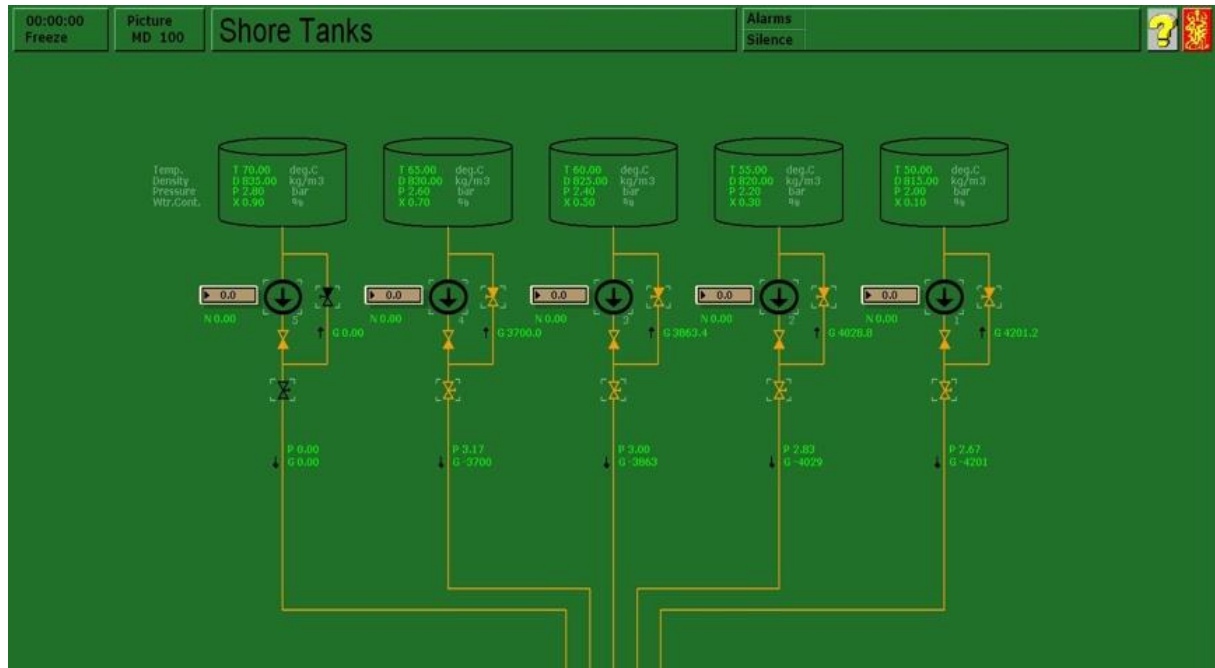 00:00:00
Freeze
Picture
MD 100
Shore Tanks
Alarms
Silence
?
Temp.
Density
Pressure
Wtr.Cont.
T 70.00 deg.C
D 835.00 kg/m3
P 2.80 bar
X 0.90 %
T 65.00 deg.C
D 830.00 kg/m3
P 2.60 bar
X 0.70 %
T 60.00 deg.C
D 825.00 kg/m3
P 2.40 bar
X 0.50 %
T 55.00 deg.C
D 820.00 kg/m3
P 2.20 bar
X 0.30 %
T 50.00 deg.C
D 815.00 kg/m3
P 2.00 bar
X 0.10 %
0.0
N 0.00
5
G 0.00
0.0
N 0.00
4
G 3700.0
0.0
N 0.00
3
G 3863.4
0.0
N 0.00
2
G 4028.8
0.0
N 0.00
1
G 4201.2
P 0.00
G 0.00
P 3.17
G -3700
P 3.00
G -3863
P 2.83
G -4029
P 2.67
G -4201